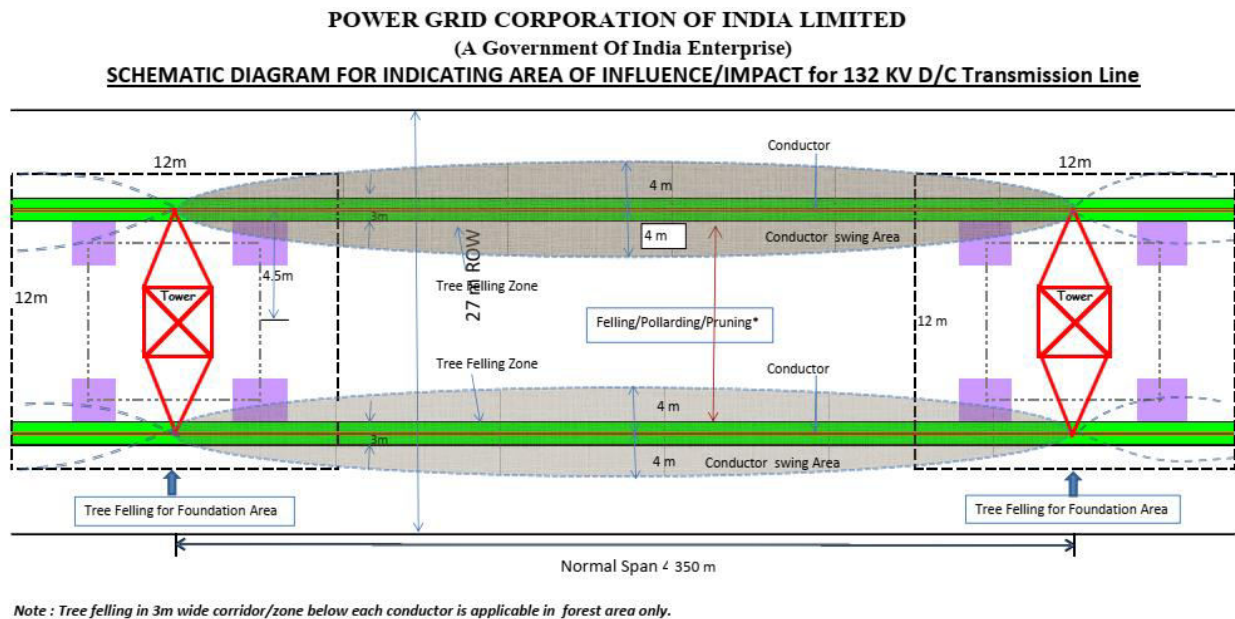 POWER GRID CORPORATION OF INDIA LIMITED
(A Government Of India Enterprise)
SCHEMATIC DIAGRAM FOR INDICATING AREA OF INFLUENCE/IMPACT for 132 KV D/C Transmission Line
12m
Conductor
12m
4 m
3m
4 m
Conductor swing Area
4.5m
27 m ROW
Tree Felling Zone
12m
Tower
Felling/Pollarding/Pruning*
12 m
Tower
Tree Felling Zone
Conductor
4 m
3m
4 m
Conductor swing Area
Tree Felling for Foundation Area
Tree Felling for Foundation Area
Normal Span 350 m
Note : Tree felling in 3m wide corridor/zone below each conductor is applicable in forest area only.